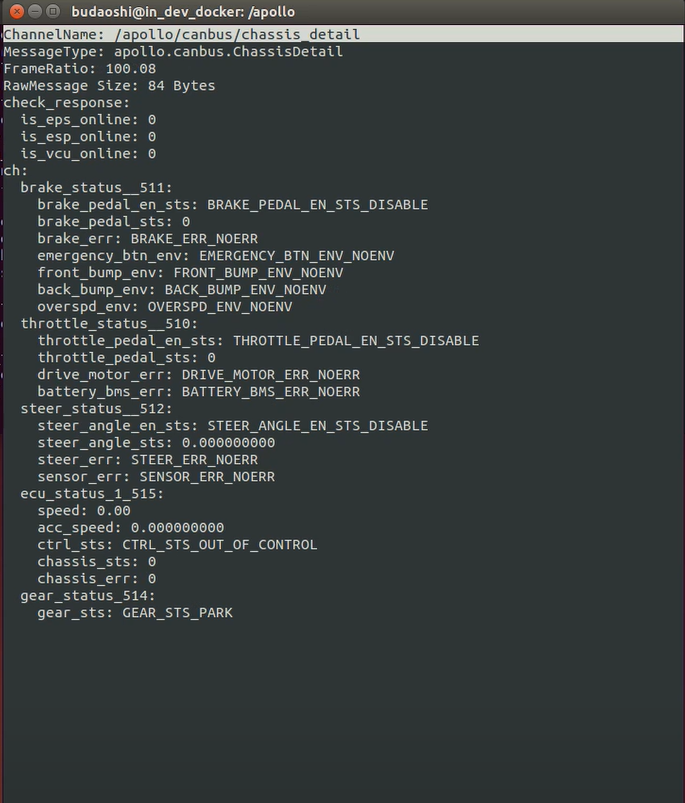 budaoshi@in_dev_docker: /apollo
ChannelName: /apollo/canbus/chassis_detail
MessageType: apollo.canbus.ChassisDetail
FrameRatio: 100.08
RawMessage Size: 84 Bytes
check_response:
  is_eps_online: 0
  is_esp_online: 0
  is_vcu_online: 0
ch:
  brake_status__511:
    brake_pedal_en_sts: BRAKE_PEDAL_EN_STS_DISABLE
    brake_pedal_sts: 0
    brake_err: BRAKE_ERR_NOERR
    emergency_btn_env: EMERGENCY_BTN_ENV_NOENV
    front_bump_env: FRONT_BUMP_ENV_NOENV
    back_bump_env: BACK_BUMP_ENV_NOENV
    overspd_env: OVERSPD_ENV_NOENV
  throttle_status__510:
    throttle_pedal_en_sts: THROTTLE_PEDAL_EN_STS_DISABLE
    throttle_pedal_sts: 0
    drive_motor_err: DRIVE_MOTOR_ERR_NOERR
    battery_bms_err: BATTERY_BMS_ERR_NOERR
  steer_status__512:
    steer_angle_en_sts: STEER_ANGLE_EN_STS_DISABLE
    steer_angle_sts: 0.000000000
    steer_err: STEER_ERR_NOERR
    sensor_err: SENSOR_ERR_NOERR
  ecu_status_1_515:
    speed: 0.00
    acc_speed: 0.000000000
    ctrl_sts: CTRL_STS_OUT_OF_CONTROL
    chassis_sts: 0
    chassis_err: 0
  gear_status_514:
    gear_sts: GEAR_STS_PARK